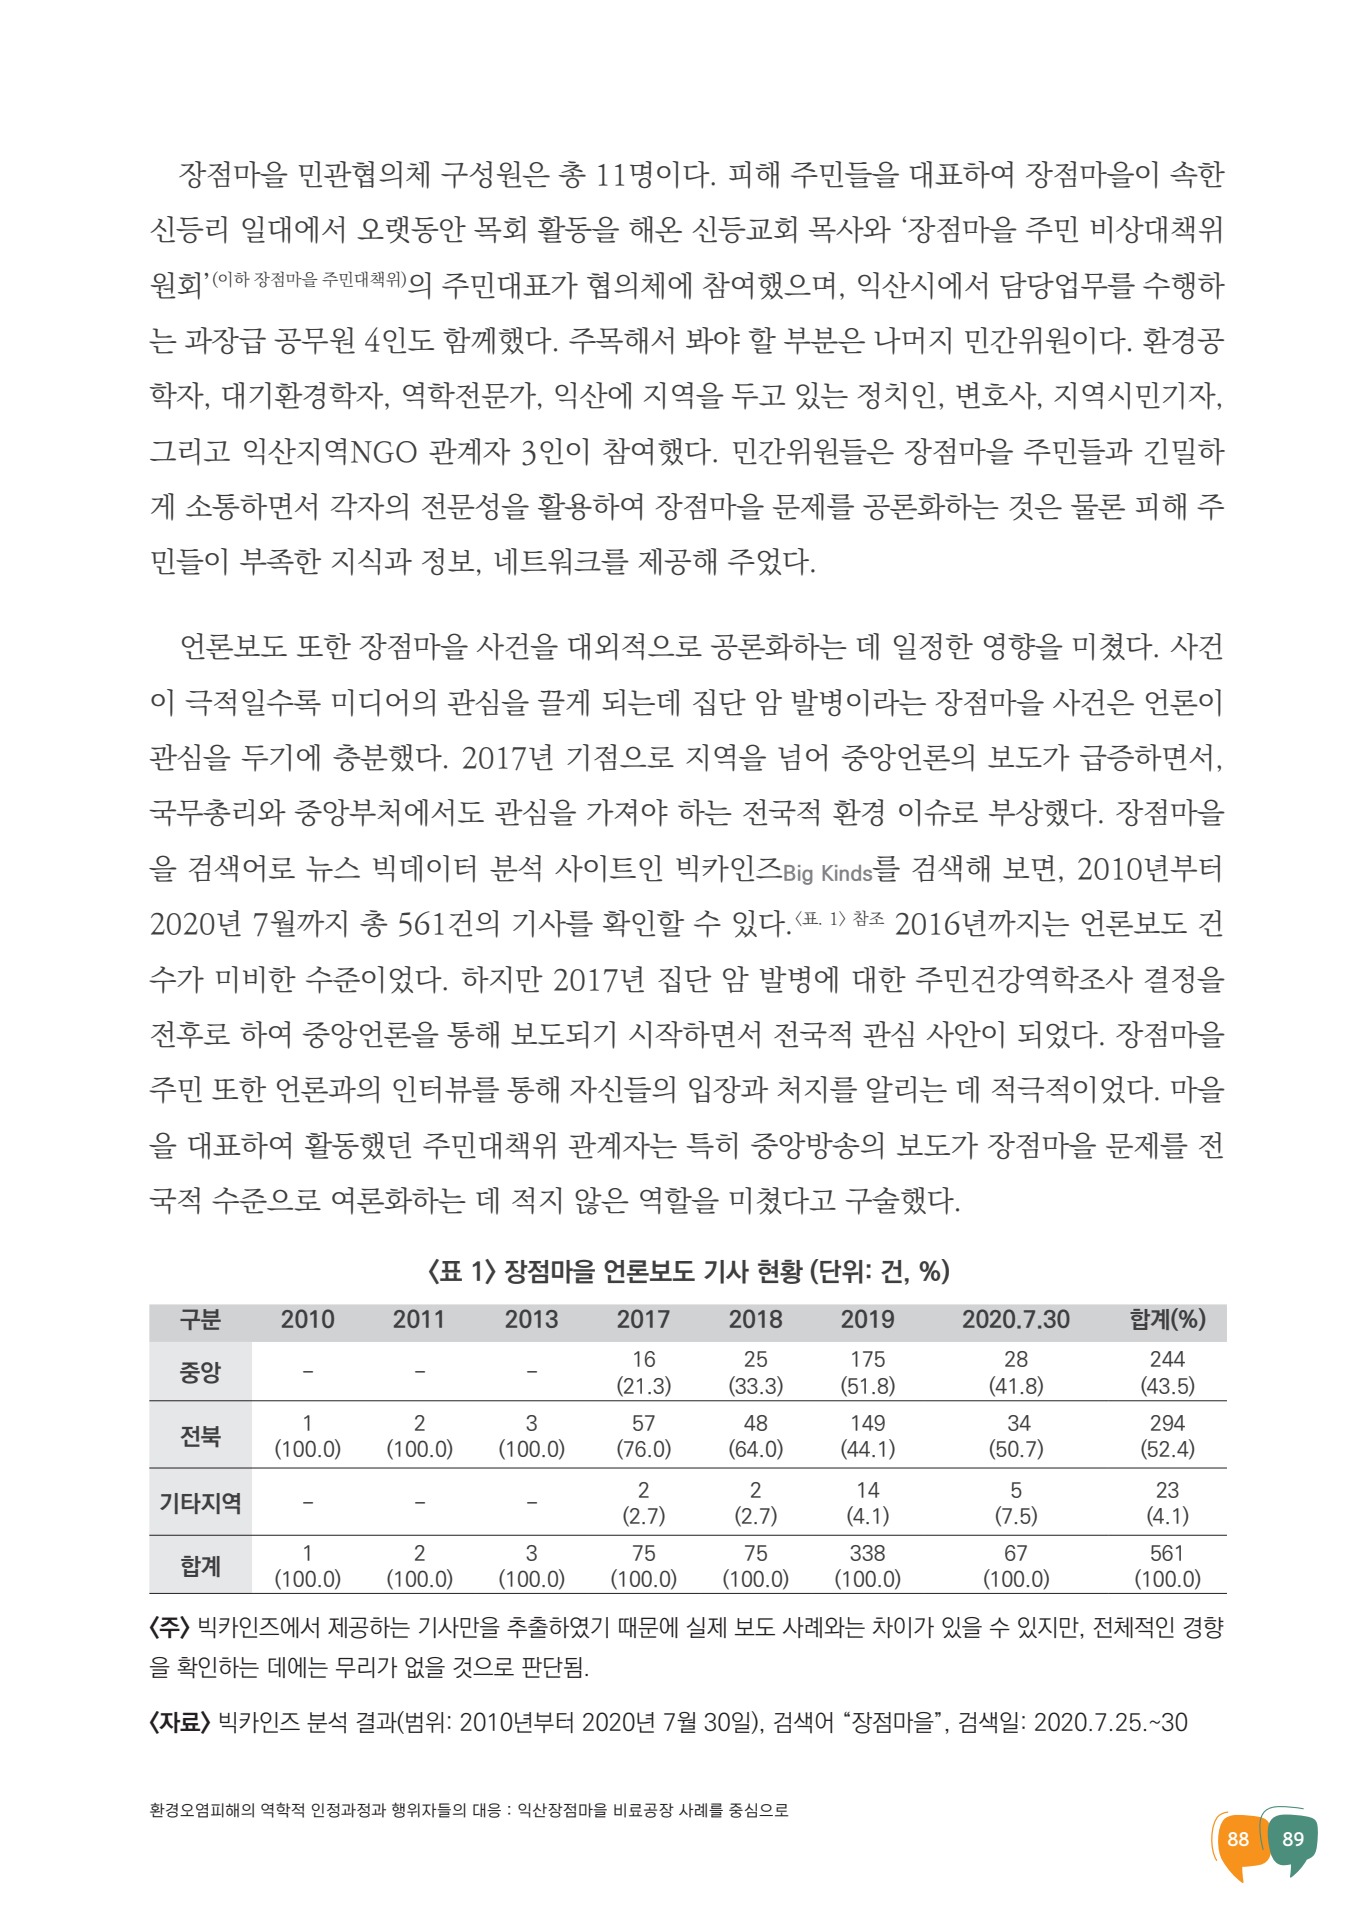 장점마을 민관협의체 구성원은 총 11명이다. 피해 주민들을 대표하여 장점마을이 속한
신등리 일대에서 오랫동안 목회 활동을 해온 신등교회 목사와 ‘장점마을 주민 비상대책위
원회’(이하 장점마을 주민대책위)의 주민대표가 협의체에 참여했으며, 익산시에서 담당업무를 수행하
는 과장급 공무원 4인도 함께했다. 주목해서 봐야 할 부분은 나머지 민간위원이다. 환경공
학자, 대기환경학자, 역학전문가, 익산에 지역을 두고 있는 정치인, 변호사, 지역시민기자,
그리고 익산지역NGO 관계자 3인이 참여했다. 민간위원들은 장점마을 주민들과 긴밀하
게 소통하면서 각자의 전문성을 활용하여 장점마을 문제를 공론화하는 것은 물론 피해 주
민들이 부족한 지식과 정보, 네트워크를 제공해 주었다.
언론보도 또한 장점마을 사건을 대외적으로 공론화하는 데 일정한 영향을 미쳤다. 사건
이 극적일수록 미디어의 관심을 끌게 되는데 집단 암 발병이라는 장점마을 사건은 언론이
관심을 두기에 충분했다. 2017년 기점으로 지역을 넘어 중앙언론의 보도가 급증하면서,
국무총리와 중앙부처에서도 관심을 가져야 하는 전국적 환경 이슈로 부상했다. 장점마을
을 검색어로 뉴스 빅데이터 분석 사이트인 빅카인즈Big Kinds를 검색해 보면, 2010년부터
2020년 7월까지 총 561건의 기사를 확인할 수 있다.〈표. 1〉 참조 2016년까지는 언론보도 건
수가 미비한 수준이었다. 하지만 2017년 집단 암 발병에 대한 주민건강역학조사 결정을
전후로 하여 중앙언론을 통해 보도되기 시작하면서 전국적 관심 사안이 되었다. 장점마을
주민 또한 언론과의 인터뷰를 통해 자신들의 입장과 처지를 알리는 데 적극적이었다. 마을
을 대표하여 활동했던 주민대책위 관계자는 특히 중앙방송의 보도가 장점마을 문제를 전
국적 수준으로 여론화하는 데 적지 않은 역할을 미쳤다고 구술했다.
〈표 1〉 장점마을 언론보도 기사 현황 (단위: 건, %)
구분 2010 2011 2013 2017 2018 2019 2020.7.30 합계(%)
중앙 – – – 16 25 175 28 244
(21.3) (33.3) (51.8) (41.8) (43.5)
전북 1 2 3 57 48 149 34 294
(100.0) (100.0) (100.0) (76.0) (64.0) (44.1) (50.7) (52.4)
기타지역 – – – 2 2 14 5 23
(2.7) (2.7) (4.1) (7.5) (4.1)
합계 1 2 3 75 75 338 67 561
(100.0) (100.0) (100.0) (100.0) (100.0) (100.0) (100.0) (100.0)
〈주〉 빅카인즈에서 제공하는 기사만을 추출하였기 때문에 실제 보도 사례와는 차이가 있을 수 있지만, 전체적인 경향
을 확인하는 데에는 무리가 없을 것으로 판단됨.
〈자료〉 빅카인즈 분석 결과(범위: 2010년부터 2020년 7월 30일), 검색어 “장점마을”, 검색일: 2020.7.25.~30
환경오염피해의 역학적 인정과정과 행위자들의 대응 : 익산장점마을 비료공장 사례를 중심으로
88 89